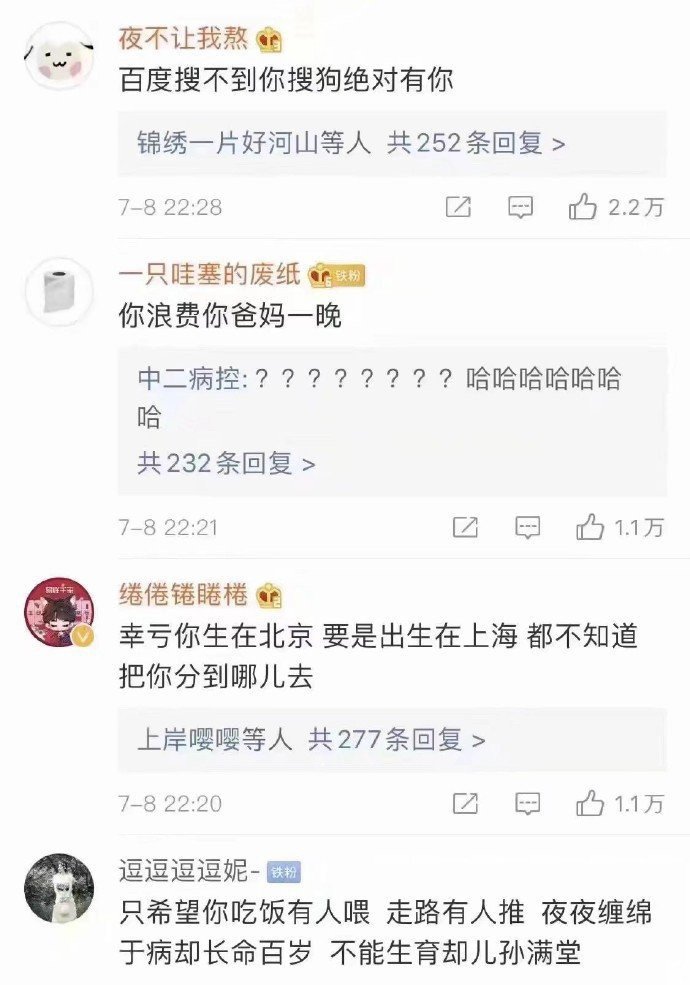 夜不让我熬
百度搜不到你搜狗绝对有你
锦绣一片好河山等人 共252条回复 >
7-8 22:28
2.2万
一只哇塞的废纸 铁粉
你浪费你爸妈一晚
中二病控:？？？？？？？？哈哈哈哈哈哈
哈
共232条回复 >
7-8 22:21
1.1万
绻倦锩睠棬
幸亏你生在北京 要是出生在上海 都不知道
把你分到哪儿去
上岸嘤嘤等人 共277条回复 >
7-8 22:20
1.1万
逗逗逗逗妮- 铁粉
只希望你吃饭有人喂 走路有人推 夜夜缠绵
于病却长命百岁 不能生育却儿孙满堂